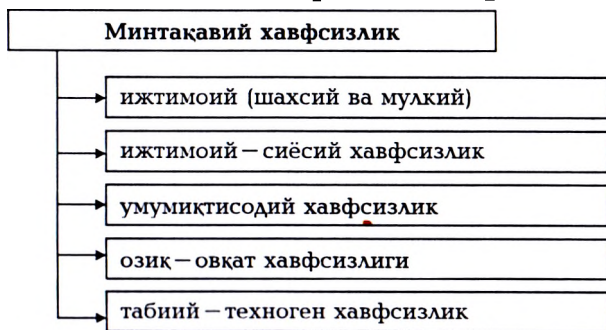 Минтақавий хавфсизлик
ижтимоий (шахсий ва мулкий)
ижтимоий – сиёсий хавфсизлик
умумиқтисодий хавфсизлик
озиқ – овқат хавфсизлиги
табиий – техноген хавфсизлик